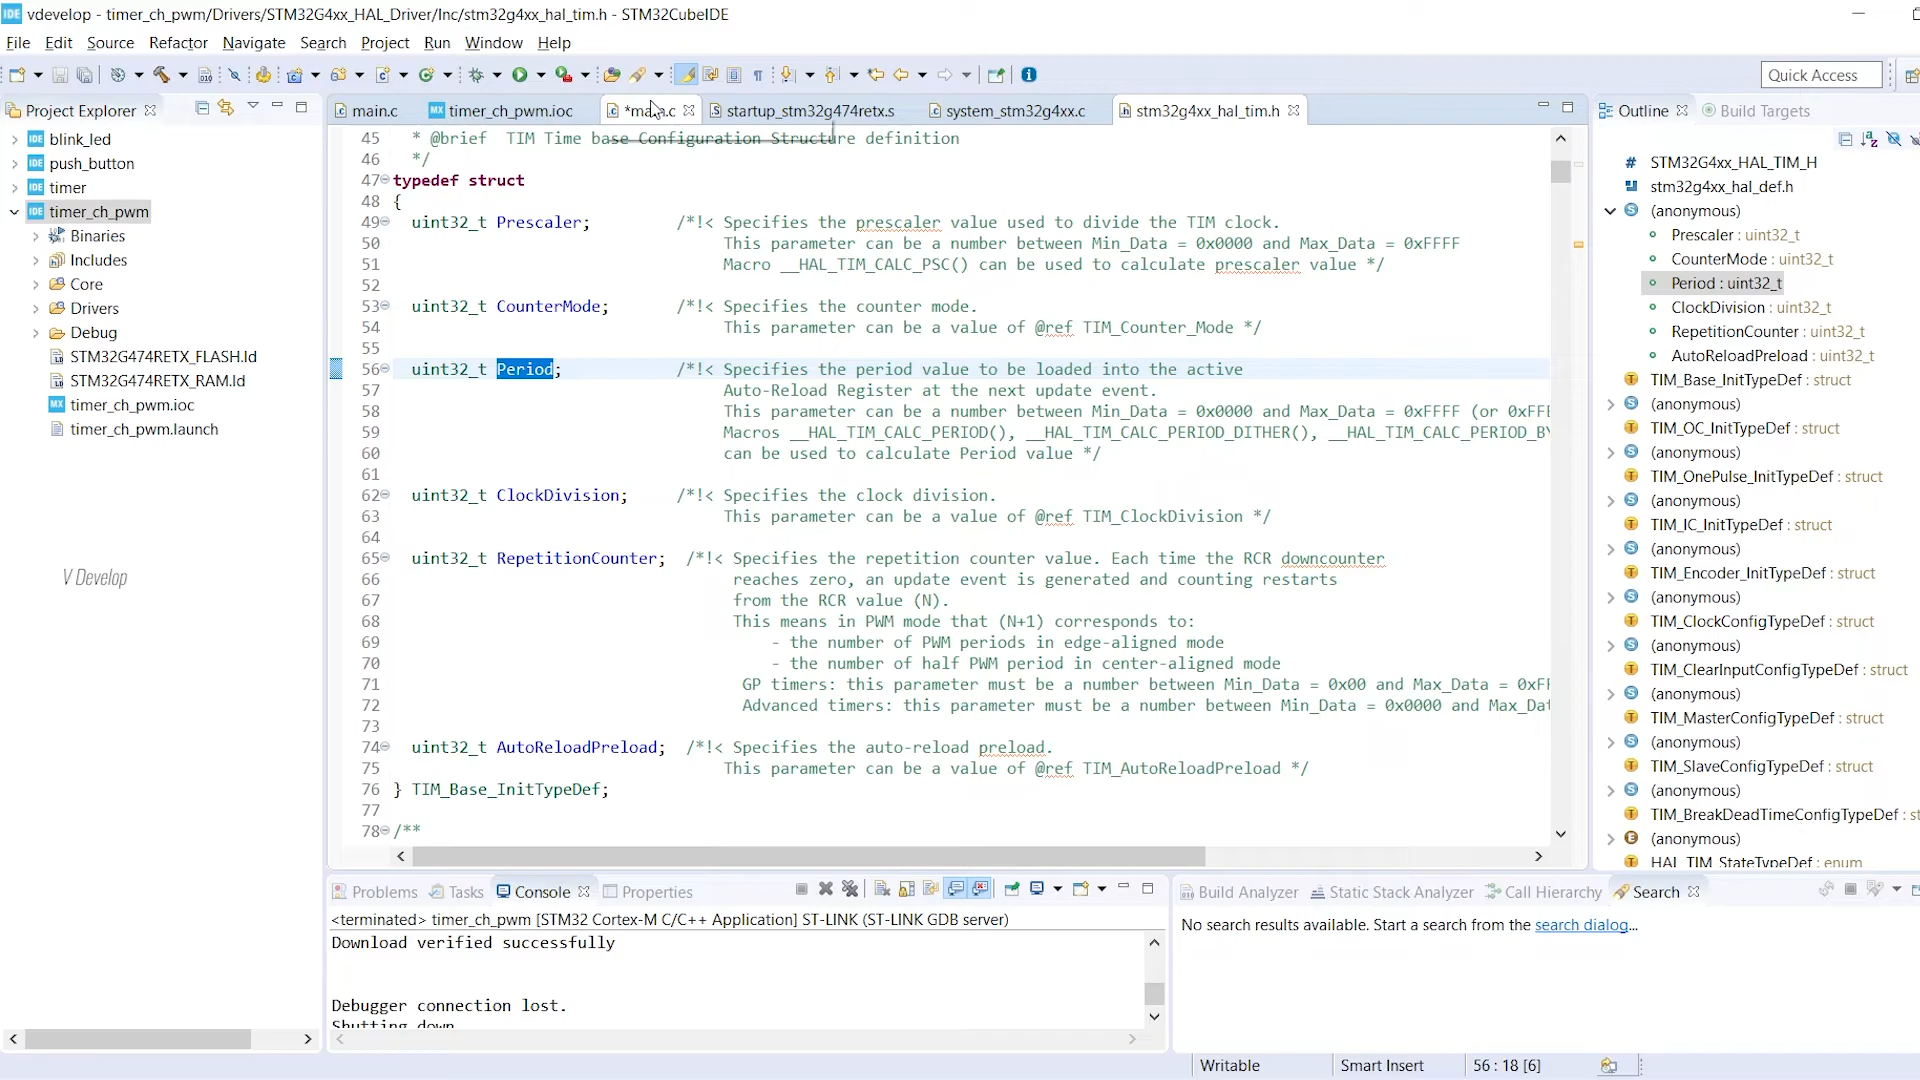 vdevelop - timer_ch_pwm/Drivers/STM32G4xx_HAL_Driver/Inc/stm32g4xx_hal_tim.h - STM32CubeIDE
File Edit Source Refactor Navigate Search Project Run Window Help
Quick Access
Project Explorer
blink_led
push_button
timer
timer_ch_pwm
Binaries
Includes
Core
Drivers
Debug
STM32G474RETX_FLASH.ld
STM32G474RETX_RAM.ld
timer_ch_pwm.ioc
timer_ch_pwm.launch
V Develop
main.c timer_ch_pwm.ioc *main.c startup_stm32g474retx.s system_stm32g4xx.c stm32g4xx_hal_tim.h
45 * @brief TIM Time base Configuration Structure definition
46 */
47 typedef struct
48 {
49 uint32_t Prescaler; /*!< Specifies the prescaler value used to divide the TIM clock.
50 This parameter can be a number between Min_Data = 0x0000 and Max_Data = 0xFFFF
51 Macro __HAL_TIM_CALC_PSC() can be used to calculate prescaler value */
52
53 uint32_t CounterMode; /*!< Specifies the counter mode.
54 This parameter can be a value of @ref TIM_Counter_Mode */
55
56 uint32_t Period; /*!< Specifies the period value to be loaded into the active
57 Auto-Reload Register at the next update event.
58 This parameter can be a number between Min_Data = 0x0000 and Max_Data = 0xFFFF (or 0xFFE
59 Macros __HAL_TIM_CALC_PERIOD(), __HAL_TIM_CALC_PERIOD_DITHER(), __HAL_TIM_CALC_PERIOD_BY
60 can be used to calculate Period value */
61
62 uint32_t ClockDivision; /*!< Specifies the clock division.
63 This parameter can be a value of @ref TIM_ClockDivision */
64
65 uint32_t RepetitionCounter; /*!< Specifies the repetition counter value. Each time the RCR downcounter
66 reaches zero, an update event is generated and counting restarts
67 from the RCR value (N).
68 This means in PWM mode that (N+1) corresponds to:
69 - the number of PWM periods in edge-aligned mode
70 - the number of half PWM period in center-aligned mode
71 GP timers: this parameter must be a number between Min_Data = 0x00 and Max_Data = 0xFF
72 Advanced timers: this parameter must be a number between Min_Data = 0x0000 and Max_Dat
73
74 uint32_t AutoReloadPreload; /*!< Specifies the auto-reload preload.
75 This parameter can be a value of @ref TIM_AutoReloadPreload */
76 } TIM_Base_InitTypeDef;
77
78 /**
Outline Build Targets
STM32G4xx_HAL_TIM_H
stm32g4xx_hal_def.h
(anonymous)
Prescaler : uint32_t
CounterMode : uint32_t
Period : uint32_t
ClockDivision : uint32_t
RepetitionCounter : uint32_t
AutoReloadPreload : uint32_t
TIM_Base_InitTypeDef : struct
(anonymous)
TIM_OC_InitTypeDef : struct
(anonymous)
TIM_OnePulse_InitTypeDef : struct
(anonymous)
TIM_IC_InitTypeDef : struct
(anonymous)
TIM_Encoder_InitTypeDef : struct
(anonymous)
TIM_ClockConfigTypeDef : struct
(anonymous)
TIM_ClearInputConfigTypeDef : struct
(anonymous)
TIM_MasterConfigTypeDef : struct
(anonymous)
TIM_SlaveConfigTypeDef : struct
(anonymous)
TIM_BreakDeadTimeConfigTypeDef : st
(anonymous)
HAL_TIM_StateTypeDef : enum
Problems Tasks Console Properties
<terminated> timer_ch_pwm [STM32 Cortex-M C/C++ Application] ST-LINK (ST-LINK GDB server)
Download verified successfully
Debugger connection lost.
Shutting down
Build Analyzer Static Stack Analyzer Call Hierarchy Search
No search results available. Start a search from the search dialog...
Writable Smart Insert 56 : 18 [6]